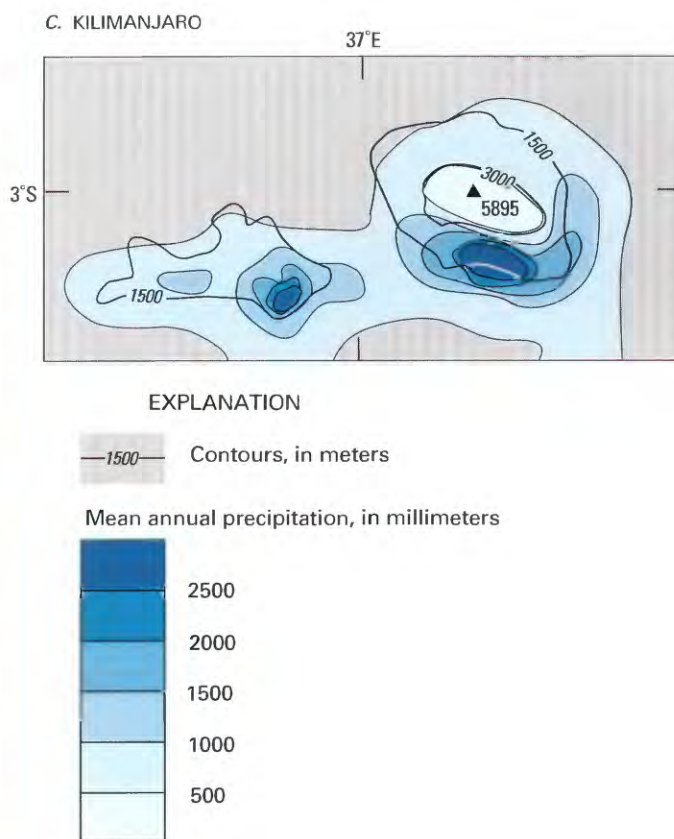 C. KILIMANJARO
37°E
1500
3000
3°S
5895
1500
EXPLANATION
1500
Contours, in meters
Mean annual precipitation, in millimeters
2500
2000
1500
1000
500